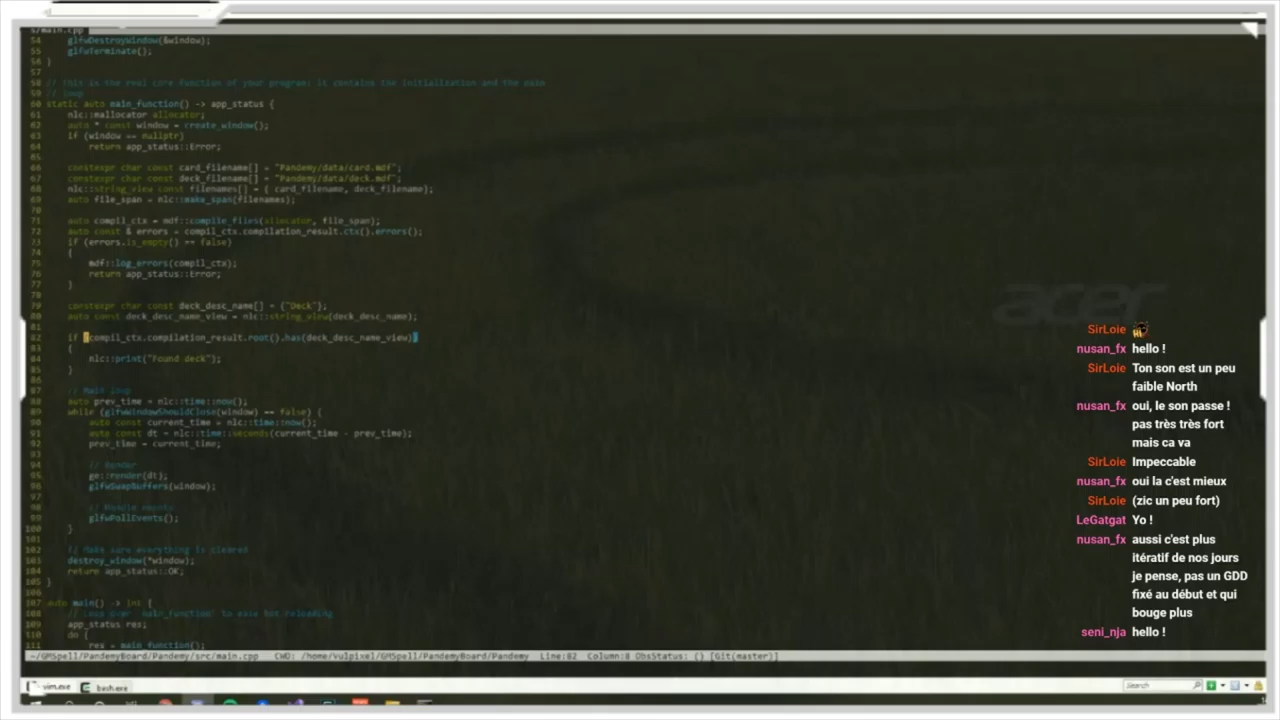 s/main.cpp
54 glfwDestroyWindow(&window);
55 glfwTerminate();
56 }
57
58 // This is the real core function of your program: it contains the initialization and the main
59 // loop
60 static auto main_function() -> app_status {
61 nlc::mallocator allocator;
62 auto * const window = create_window();
63 if (window == nullptr)
64 return app_status::Error;
65
66 constexpr char const card_filename[] = "Pandemy/data/card.mdf";
67 constexpr char const deck_filename[] = "Pandemy/data/deck.mdf";
68 nlc::string_view const filenames[] = { card_filename, deck_filename};
69 auto file_span = nlc::make_span(filenames);
70
71 auto compil_ctx = mdf::compile_files(allocator, file_span);
72 auto const & errors = compil_ctx.compilation_result.ctx().errors();
73 if (errors.is_empty() == false)
74 {
75 mdf::log_errors(compil_ctx);
76 return app_status::Error;
77 }
78
79 constexpr char const deck_desc_name[] = {"Deck"};
80 auto const deck_desc_name_view = nlc::string_view(deck_desc_name);
81
82 if (compil_ctx.compilation_result.root().has(deck_desc_name_view))
83 {
84 nlc::print("Found deck");
85 }
86
87 // Main loop
88 auto prev_time = nlc::time::now();
89 while (glfwWindowShouldClose(window) == false) {
90 auto const current_time = nlc::time::now();
91 auto const dt = nlc::time::seconds(current_time - prev_time);
92 prev_time = current_time;
93
94 // Render
95 ge::render(dt);
96 glfwSwapBuffers(window);
97
98 // Handle events
99 glfwPollEvents();
100 }
101
102 // Make sure everything is cleared
103 destroy_window(*window);
104 return app_status::OK;
105 }
106
107 auto main() -> int {
108 // Loop over `main_function` to ease hot reloading
109 app_status res;
110 do {
111 res = main_function();
~/GMSpell/PandemyBoard/Pandemy/src/main.cpp CWD: /home/Vulpixel/GMSpell/PandemyBoard/Pandemy Line:82 Column:8 ObsStatus: () [Git(master)]
vim.exe bash.exe
Search
acer
SirLoie HI
nusan_fx hello !
SirLoie Ton son est un peu
faible North
nusan_fx oui, le son passe !
pas très très fort
mais ca va
SirLoie Impeccable
nusan_fx oui la c'est mieux
SirLoie (zic un peu fort)
LeGatgat Yo !
nusan_fx aussi c'est plus
itératif de nos jours
je pense, pas un GDD
fixé au début et qui
bouge plus
seni_nja hello !